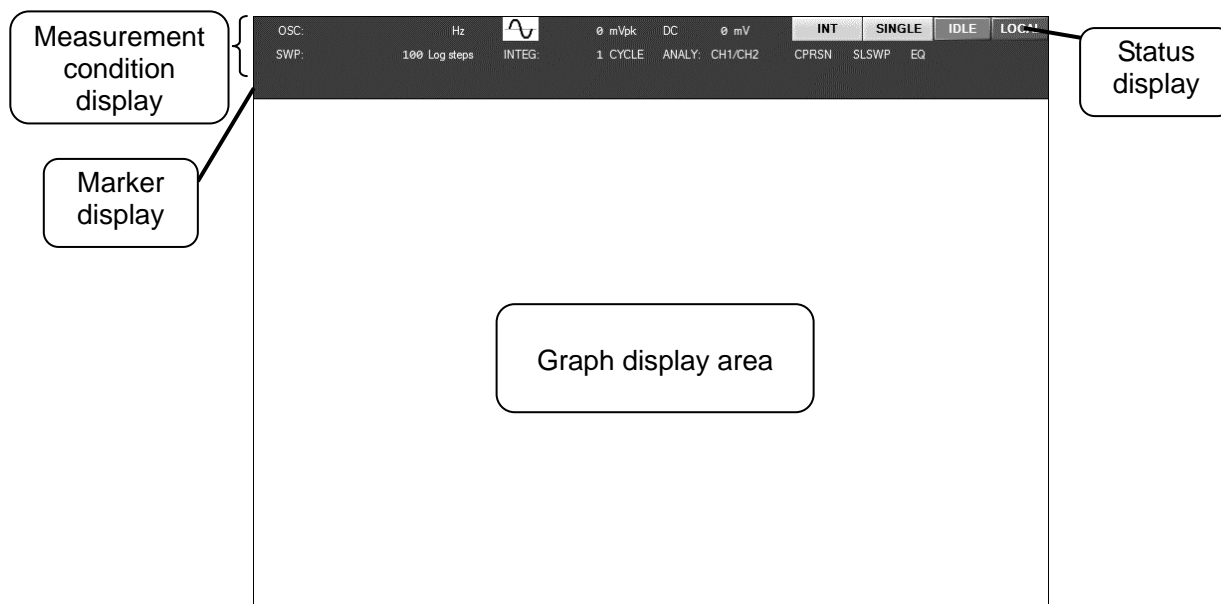 Measurement
condition
display
Marker
display
OSC: Hz 0 mVpk DC 0 mV INT SINGLE IDLE LOCAL
SWP: 100 Log steps INTEG: 1 CYCLE ANALY: CH1/CH2 CPRSN SLSWP EQ
Status
display
Graph display area